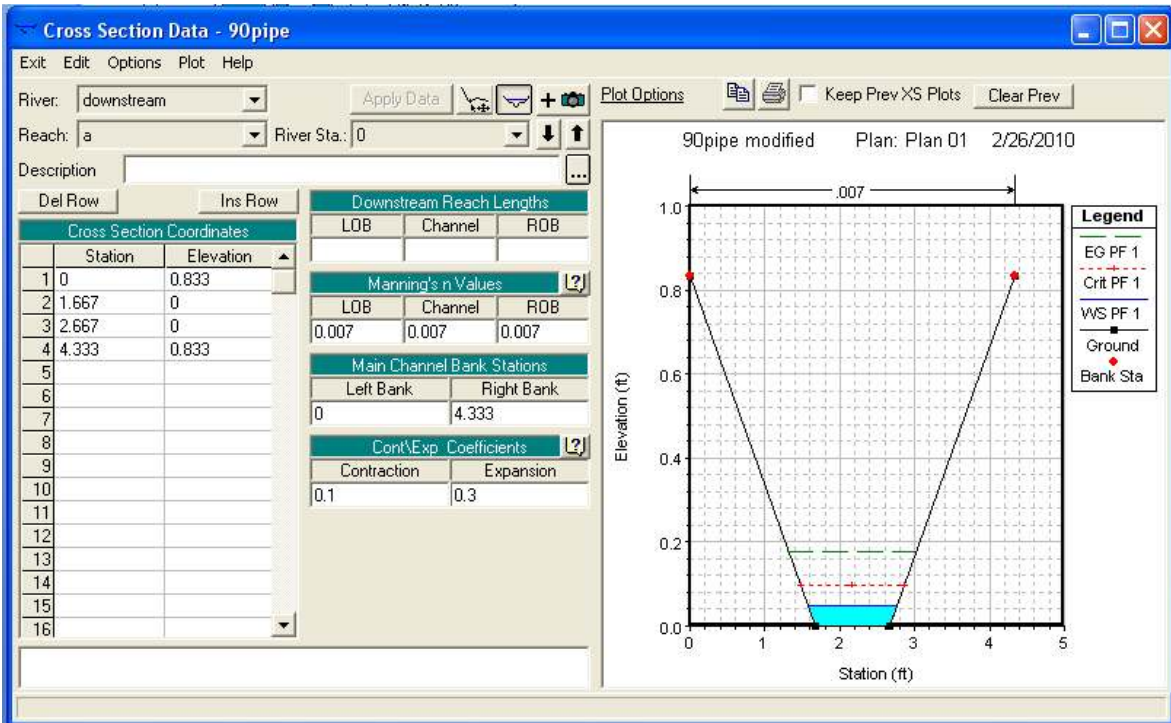 Cross Section Data - 90pipe
Exit Edit Options Plot Help
River: downstream
Apply Data
Plot Options
Keep Prev XS Plots
Clear Prev
Reach: a
River Sta.: 0
Description
...
Del Row
Ins Row
Cross Section Coordinates
Station Elevation
1 0 0.833
2 1.667 0
3 2.667 0
4 4.333 0.833
5
6
7
8
9
10
11
12
13
14
15
16
Downstream Reach Lengths
LOB Channel ROB
Manning's n Values
?
LOB Channel ROB
0.007 0.007 0.007
Main Channel Bank Stations
Left Bank Right Bank
0 4.333
Cont\Exp Coefficients
?
Contraction Expansion
0.1 0.3
90pipe modified Plan: Plan 01 2/26/2010
.007
1.0
0.8
0.6
0.4
0.2
0.0
Elevation (ft)
0 1 2 3 4 5
Station (ft)
Legend
EG PF 1
Crit PF 1
WS PF 1
Ground
Bank Sta